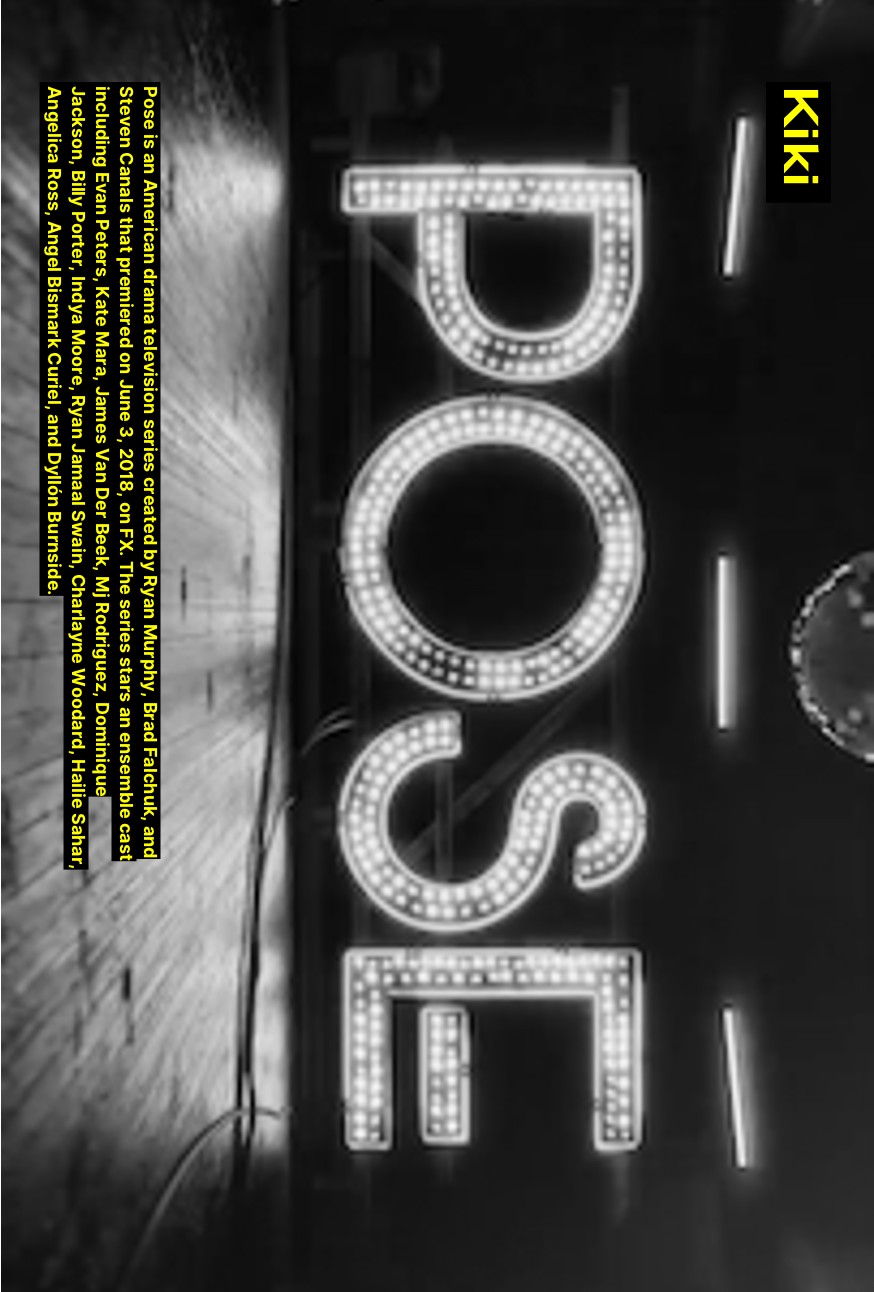 Kiki
POSE
Pose is an American drama television series created by Ryan Murphy, Brad Falchuk, and
Steven Canals that premiered on June 3, 2018, on FX. The series stars an ensemble cast
including Evan Peters, Kate Mara, James Van Der Beek, Mj Rodriguez, Dominique
Jackson, Billy Porter, Indya Moore, Ryan Jamaal Swain, Charlayne Woodard, Hailie Sahar,
Angelica Ross, Angel Bismark Curiel, and Dyllón Burnside.